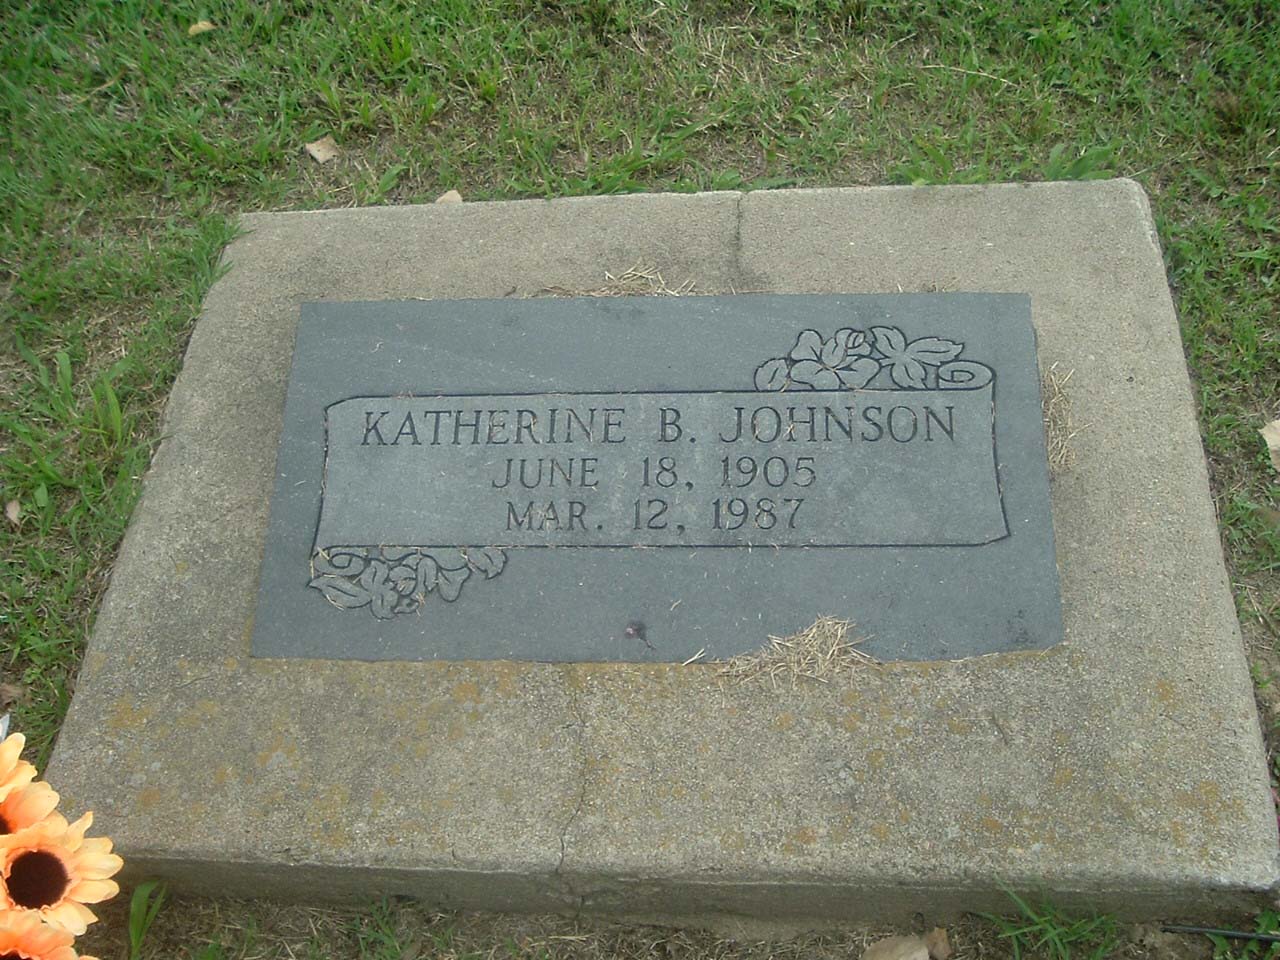 KATHERINE B. JOHNSON
JUNE 18, 1905
MAR. 12, 1987